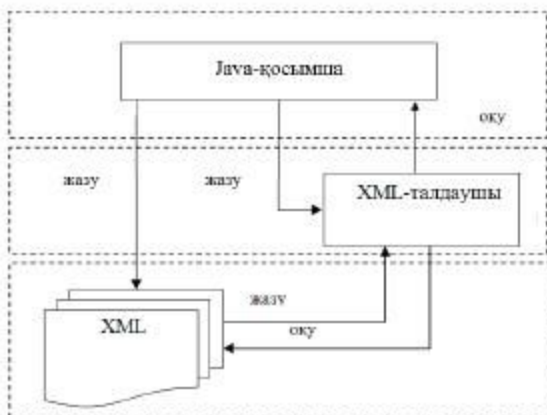 Java-қосымша
оқу
жазу
жазу
XML-талдаушы
жазу
XML
оқу